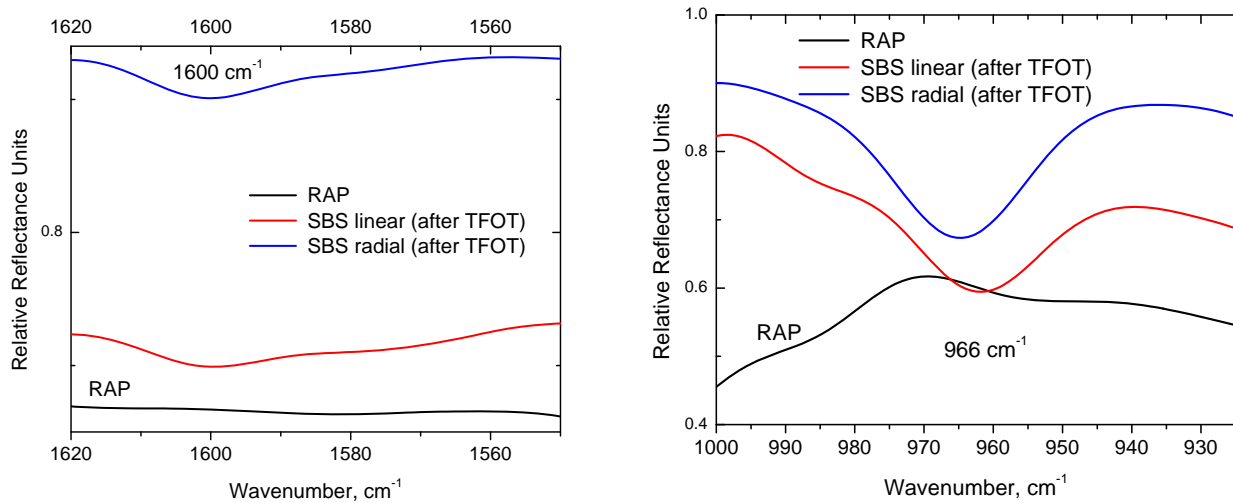 1620 1600 1580 1560
1600 cm-1
RAP
SBS linear (after TFOT)
SBS radial (after TFOT)
0.8
RAP
1620 1600 1580 1560
Wavenumber, cm-1
Relative Reflectance Units
1.0
RAP
SBS linear (after TFOT)
SBS radial (after TFOT)
0.8
0.6
RAP
966 cm-1
0.4
1000 990 980 970 960 950 940 930
Wavenumber, cm-1
Relative Reflectance Units